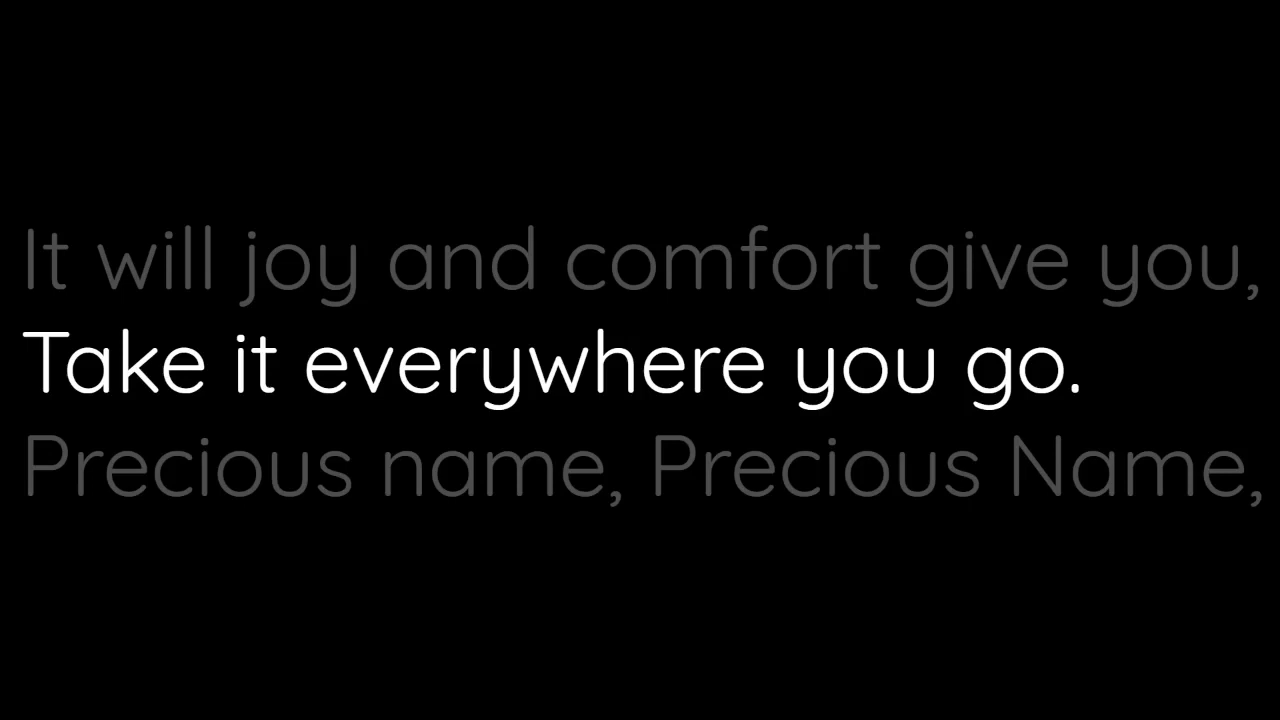 It will joy and comfort give you,
Take it everywhere you go.
Precious name, Precious Name,